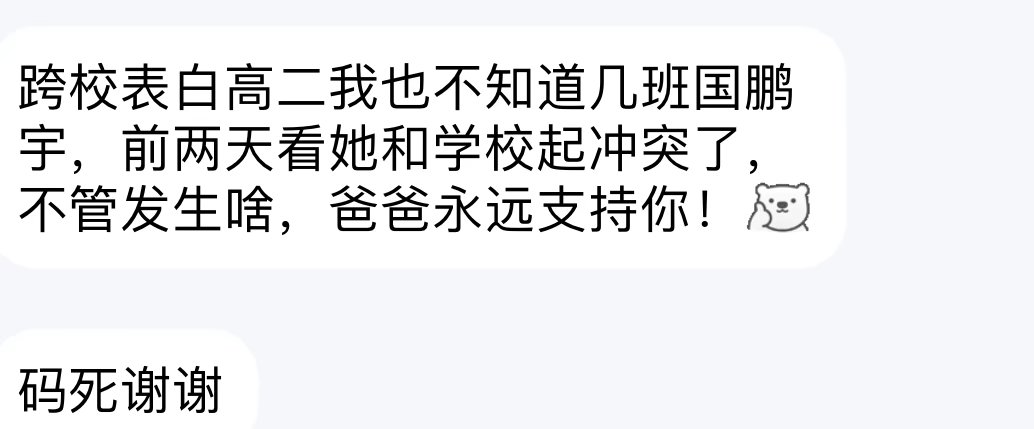 跨校表白高二我也不知道几班国鹏
宇，前两天看她和学校起冲突了，
不管发生啥，爸爸永远支持你！
码死谢谢